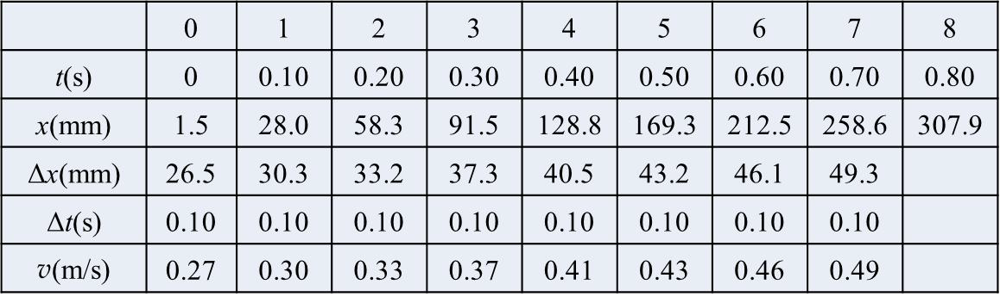 0 1 2 3 4 5 6 7 8
t(s) 0 0.10 0.20 0.30 0.40 0.50 0.60 0.70 0.80
x(mm) 1.5 28.0 58.3 91.5 128.8 169.3 212.5 258.6 307.9
Δx(mm) 26.5 30.3 33.2 37.3 40.5 43.2 46.1 49.3
Δt(s) 0.10 0.10 0.10 0.10 0.10 0.10 0.10 0.10
v(m/s) 0.27 0.30 0.33 0.37 0.41 0.43 0.46 0.49